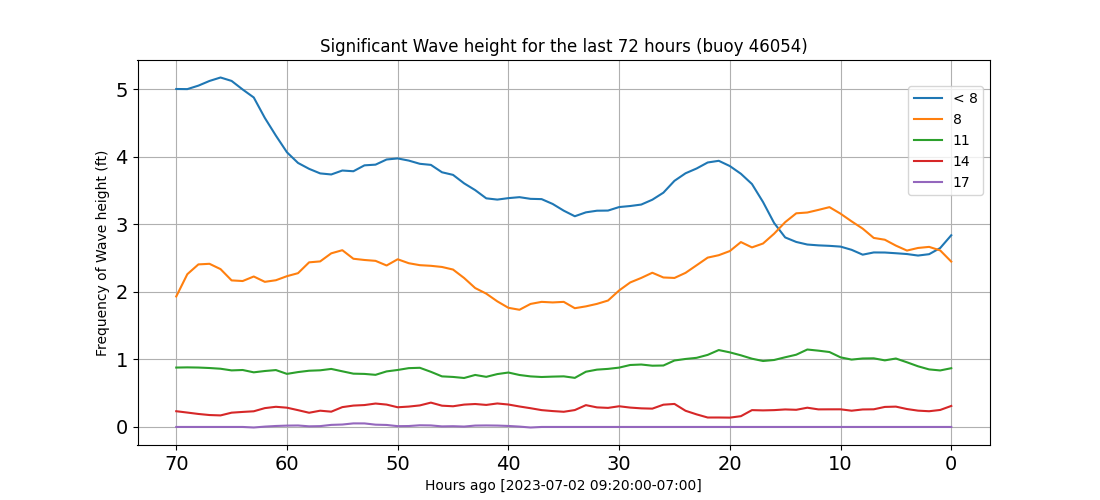 Significant Wave height for the last 72 hours (buoy 46054)
Frequency of Wave height (ft)
5
4
3
2
1
0
< 8
8
11
14
17
70 60 50 40 30 20 10 0
Hours ago [2023-07-02 09:20:00-07:00]